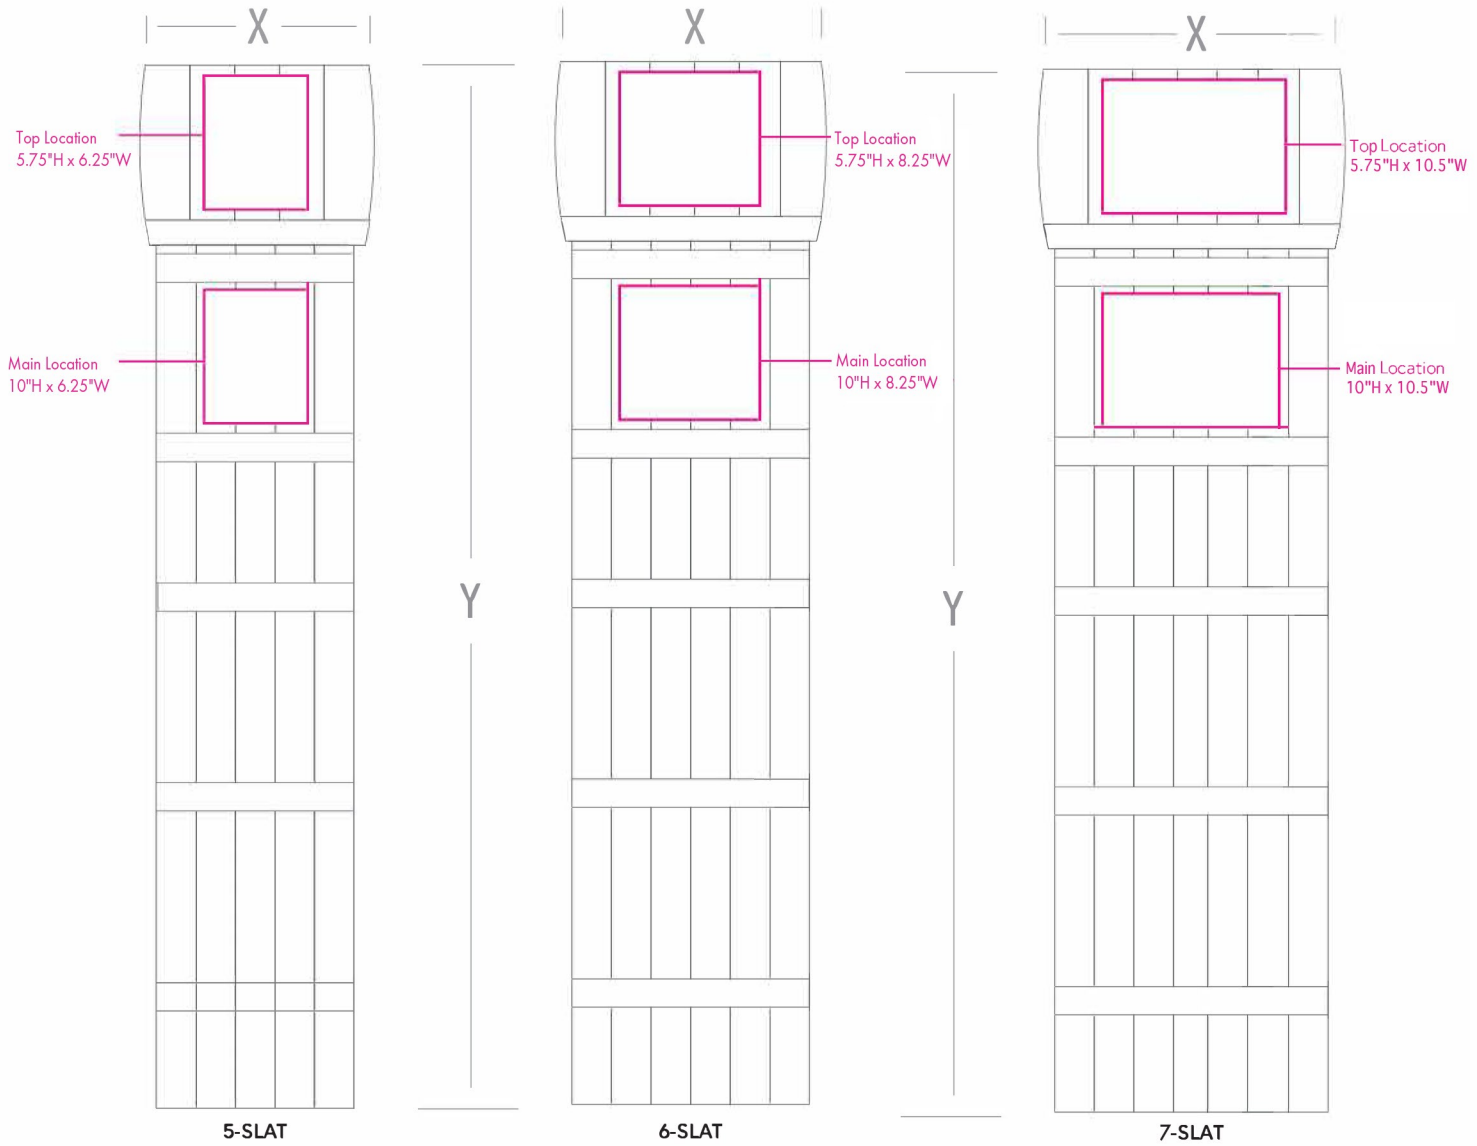 X
X
X
Top Location
5.75"H x 6.25"W
Top Location
5.75"H x 8.25"W
Top Location
5.75"H x 10.5"W
Main Location
10"H x 6.25"W
Main Location
10"H x 8.25"W
Main Location
10"H x 10.5"W
Y
Y
5-SLAT
6-SLAT
7-SLAT